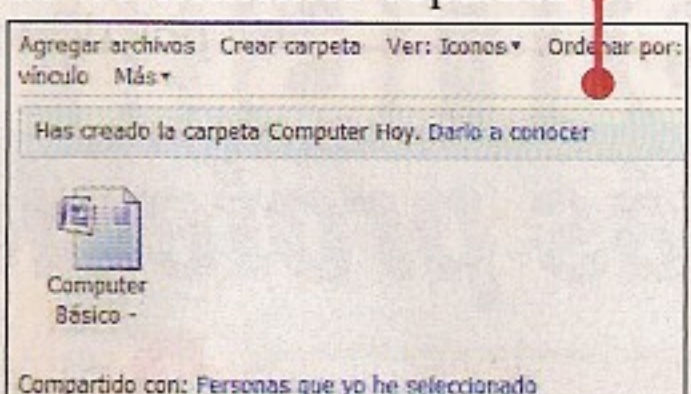 Agregar archivos Crear carpeta Ver: Iconos▾ Ordenar por:
vínculo Más▾
Has creado la carpeta Computer Hoy. Darlo a conocer
Computer
Básico -
Compartido con: Personas que yo he seleccionado